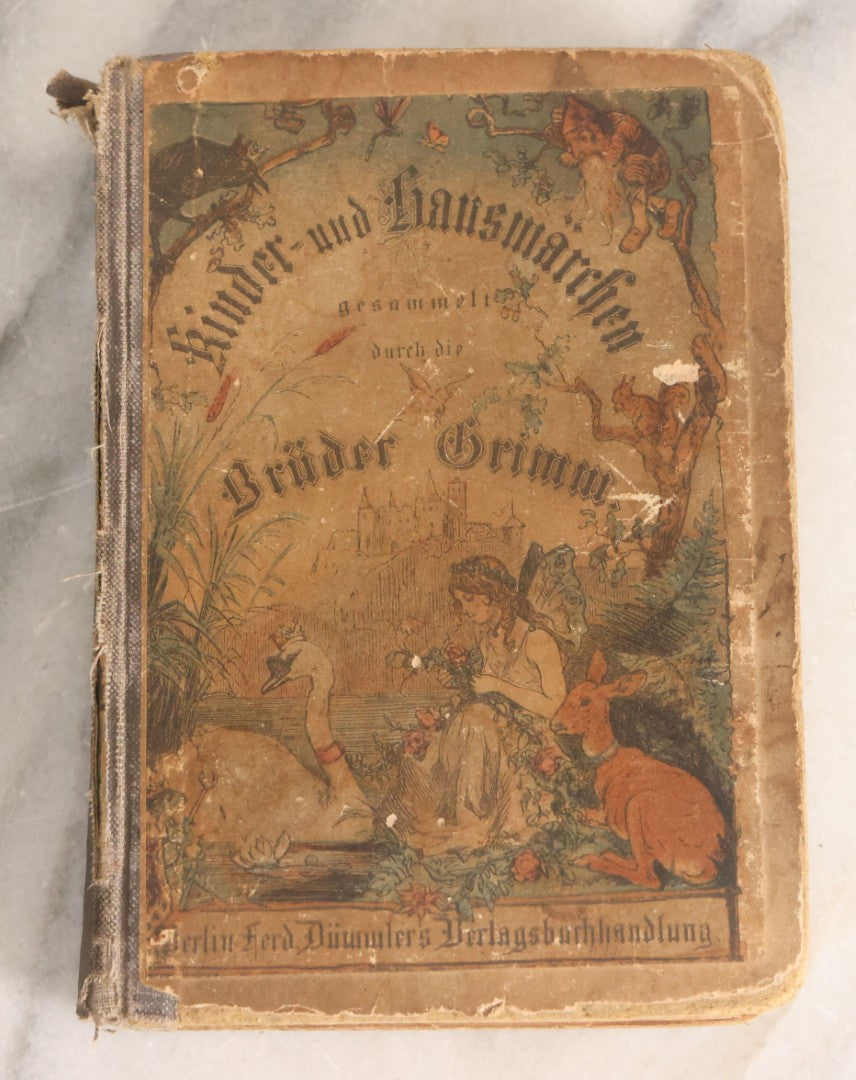 Kinder- und Hausmärchen
gesammelt
durch die
Brüder Grimm.
Berlin Ferd. Dümmler's Verlagsbuchhandlung.